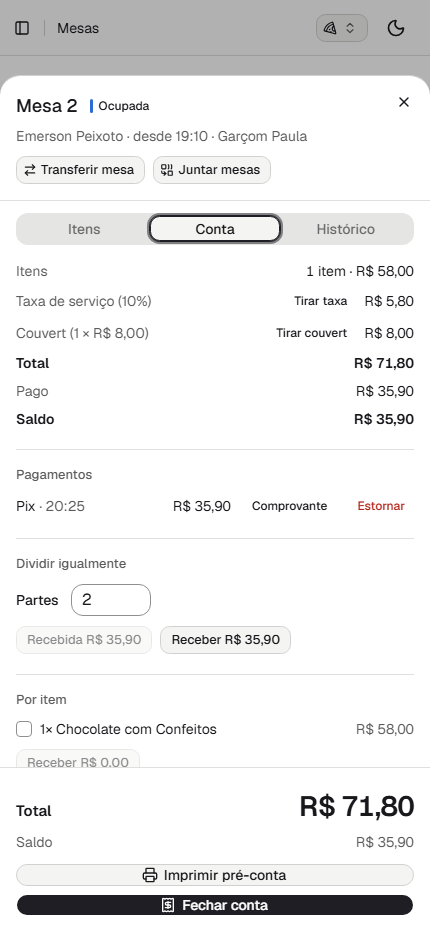 Mesas
Mesa 2 Ocupada
Emerson Peixoto · desde 19:10 · Garçom Paula
Transferir mesa Juntar mesas
Itens Conta Histórico
Itens 1 item · R$ 58,00
Taxa de serviço (10%) Tirar taxa R$ 5,80
Couvert (1 × R$ 8,00) Tirar couvert R$ 8,00
Total R$ 71,80
Pago R$ 35,90
Saldo R$ 35,90
Pagamentos
Pix · 20:25 R$ 35,90 Comprovante Estornar
Dividir igualmente
Partes 2
Recebida R$ 35,90 Receber R$ 35,90
Por item
1× Chocolate com Confeitos R$ 58,00
Receber R$ 0,00
Total R$ 71,80
Saldo R$ 35,90
Imprimir pré-conta
Fechar conta